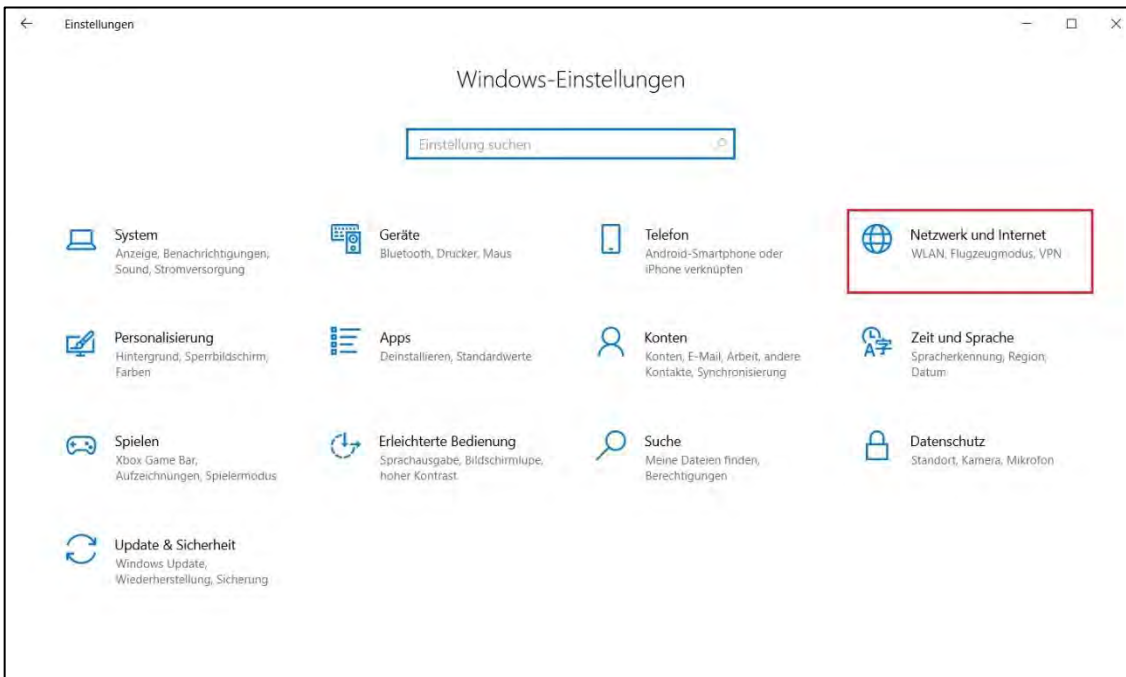 Einstellungen
Windows-Einstellungen
Einstellung suchen
System
Anzeige, Benachrichtigungen,
Sound, Stromversorgung
Geräte
Bluetooth, Drucker, Maus
Telefon
Android-Smartphone oder
iPhone verknüpfen
Netzwerk und Internet
WLAN, Flugzeugmodus, VPN
Personalisierung
Hintergrund, Sperrbildschirm,
Farben
Apps
Deinstallieren, Standardwerte
Konten
Konten, E-Mail, Arbeit, andere
Kontakte, Synchronisierung
Zeit und Sprache
Spracherkennung, Region,
Datum
Spielen
Xbox Game Bar,
Aufzeichnungen, Spielermodus
Erleichterte Bedienung
Sprachausgabe, Bildschirmlupe,
hoher Kontrast
Suche
Meine Dateien finden,
Berechtigungen
Datenschutz
Standort, Kamera, Mikrofon
Update & Sicherheit
Windows Update,
Wiederherstellung, Sicherung